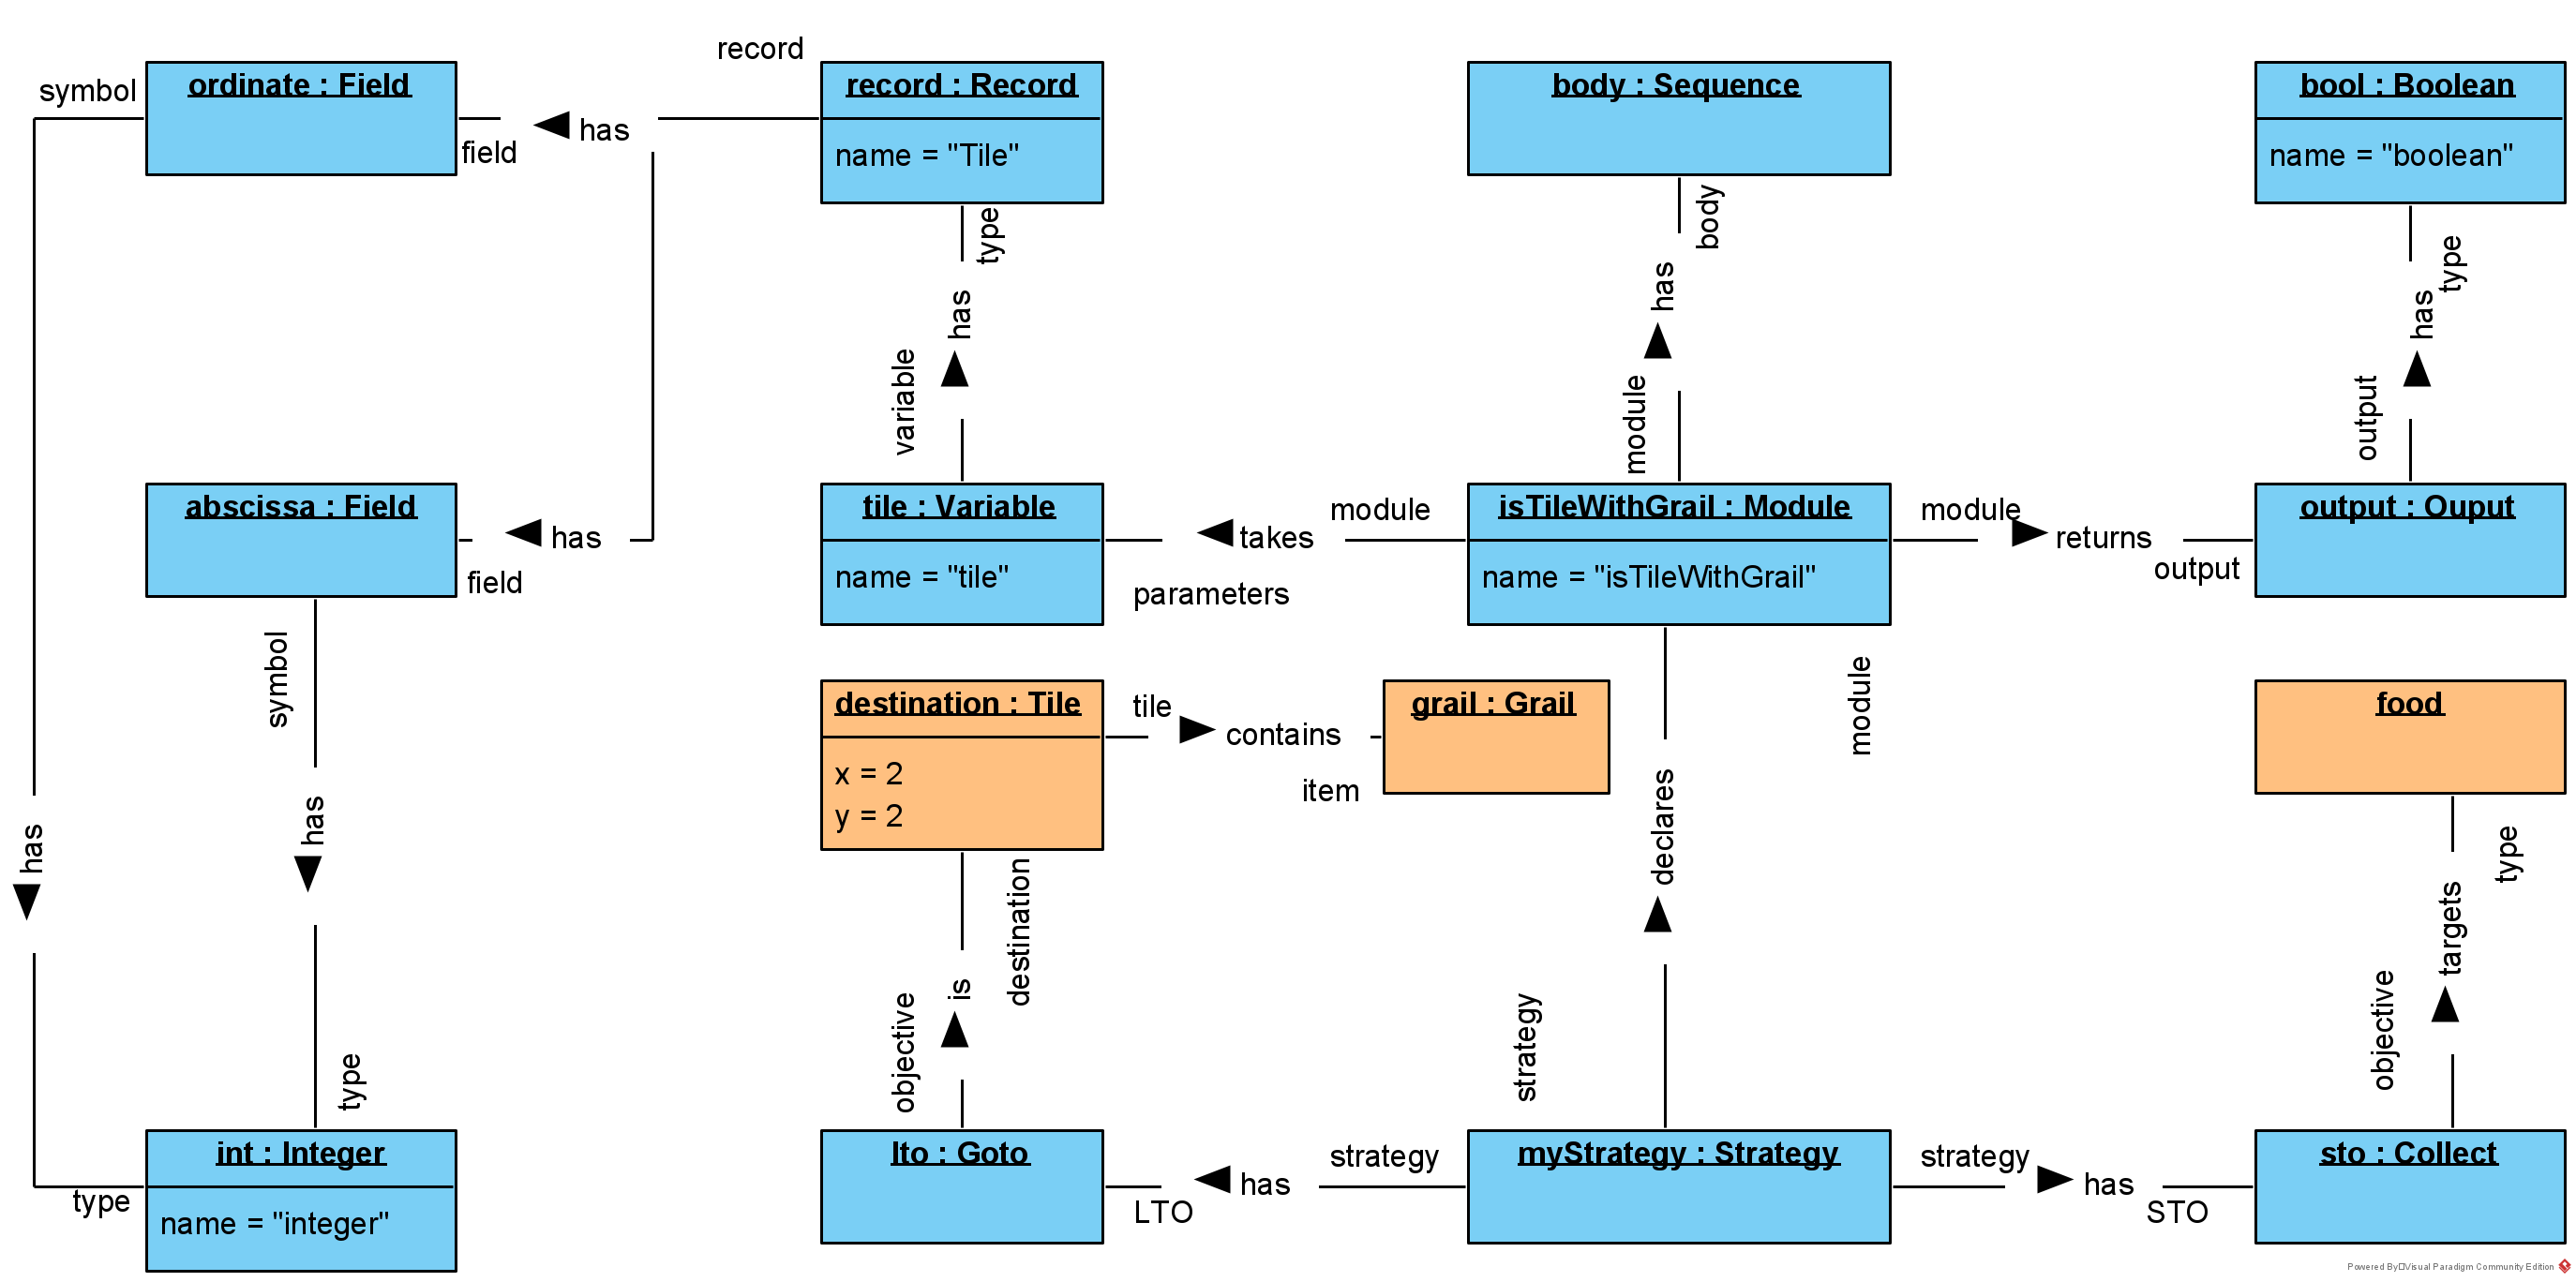 record
symbol
ordinate : Field
field
has
record : Record
name = "Tile"
body : Sequence
bool : Boolean
name = "boolean"
type
has
variable
body
has
module
type
has
output
abscissa : Field
field
has
tile : Variable
name = "tile"
takes
module
parameters
isTileWithGrail : Module
name = "isTileWithGrail"
module
returns
output
output : Ouput
symbol
has
type
has
type
destination : Tile
x = 2
y = 2
tile
contains
item
grail : Grail
module
declares
strategy
food
type
targets
objective
destination
is
objective
int : Integer
name = "integer"
lto : Goto
LTO
has
strategy
myStrategy : Strategy
strategy
has
STO
sto : Collect
Powered By Visual Paradigm Community Edition